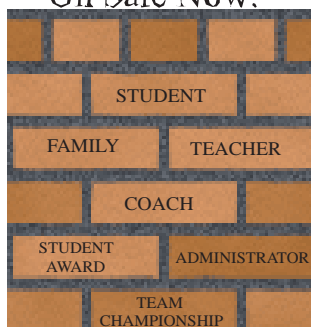 On Sale Now!
STUDENT
FAMILY TEACHER
COACH
STUDENT
AWARD
ADMINISTRATOR
TEAM
CHAMPIONSHIP